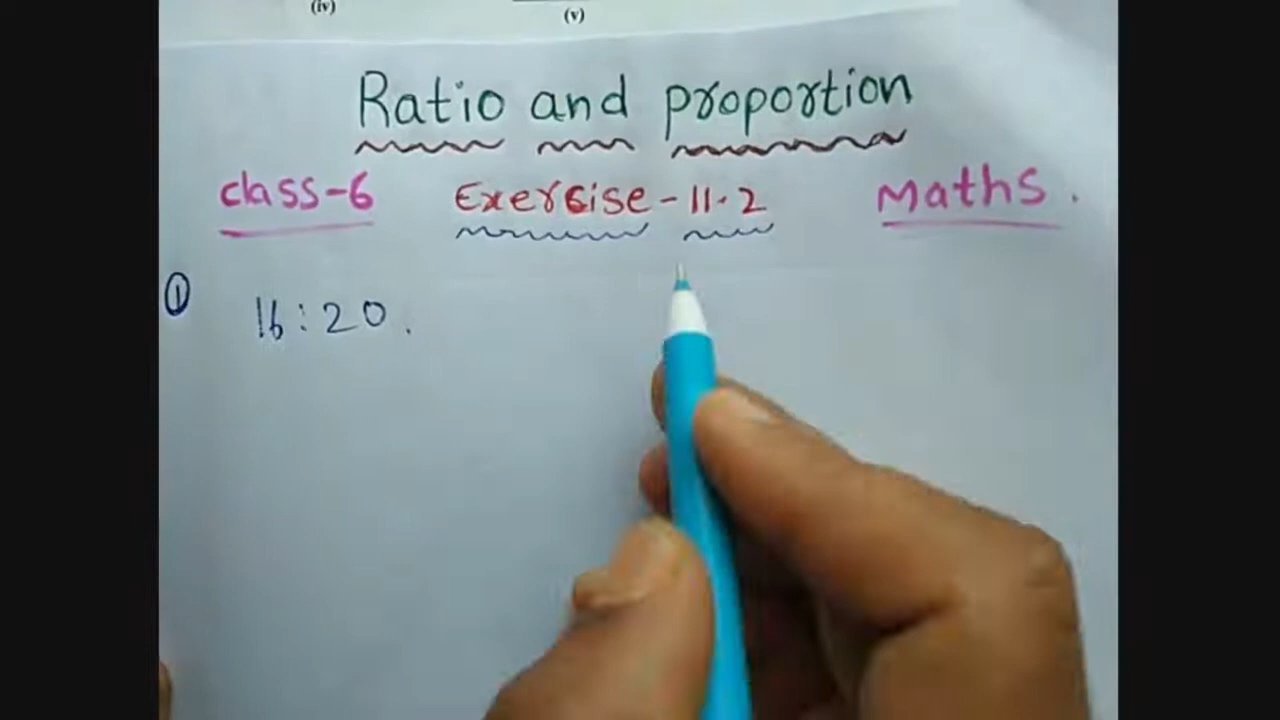 (iv)
(v)
Ratio and proportion
class-6 Exercise-11.2 Maths.
① 16:20.